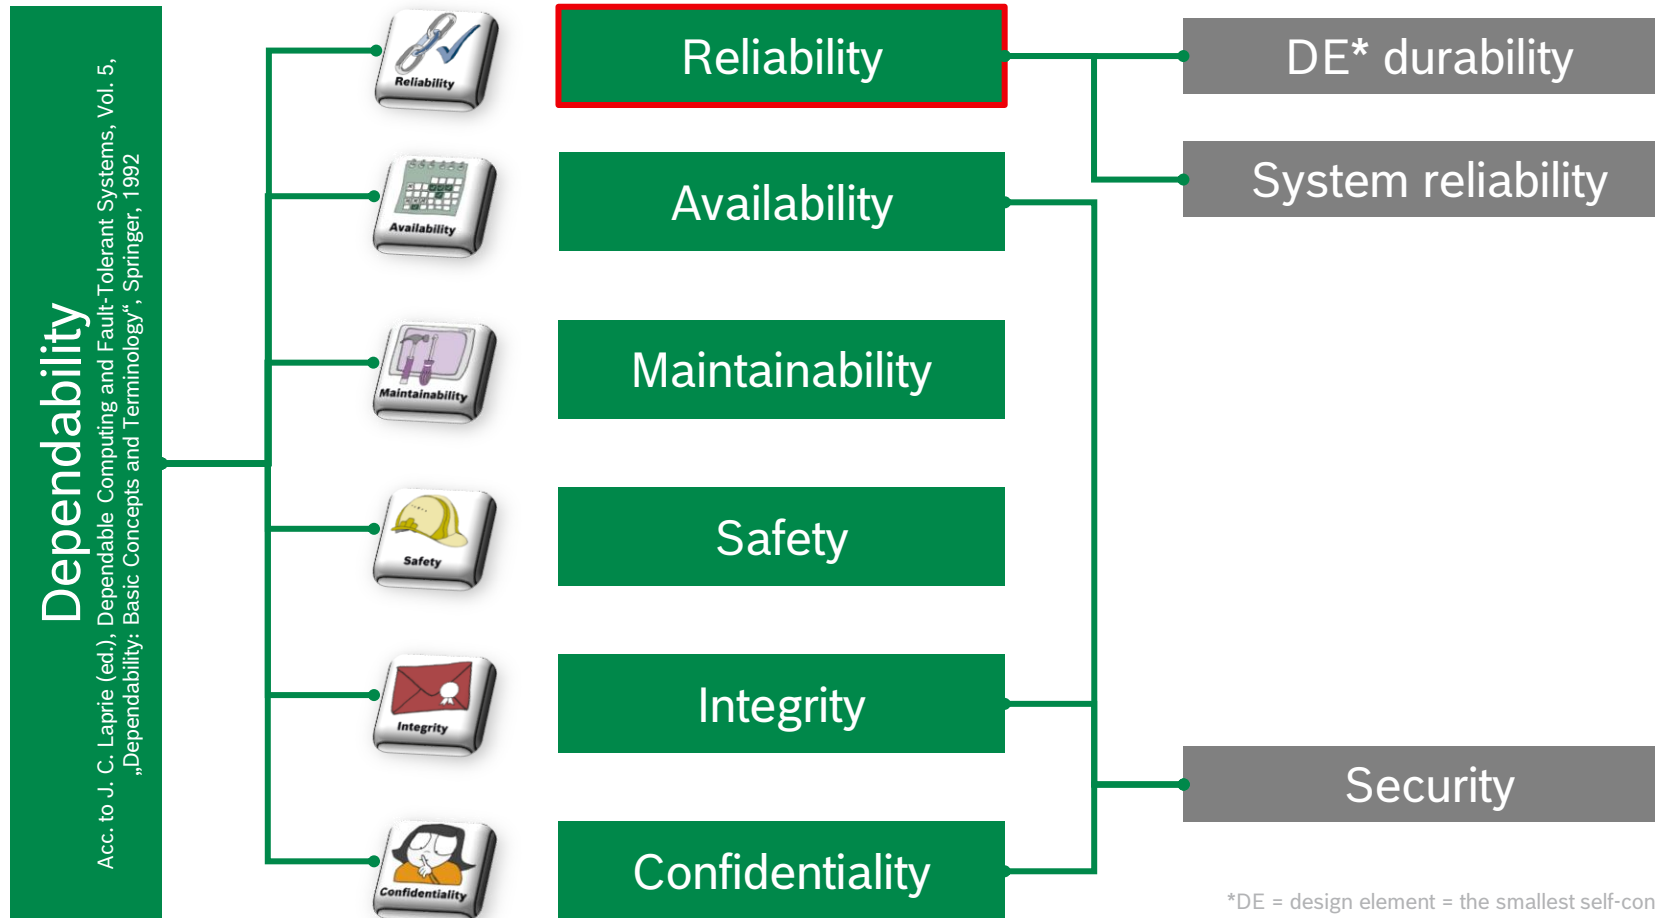 Dependability
Acc. to J. C. Laprie (ed.), Dependable Computing and Fault-Tolerant Systems, Vol. 5,
„Dependability: Basic Concepts and Terminology“, Springer, 1992
Reliability
Reliability
DE* durability
System reliability
Availability
Availability
Maintainability
Maintainability
Safety
Safety
Integrity
Integrity
Security
Confidentiality
Confidentiality
*DE = design element = the smallest self-con